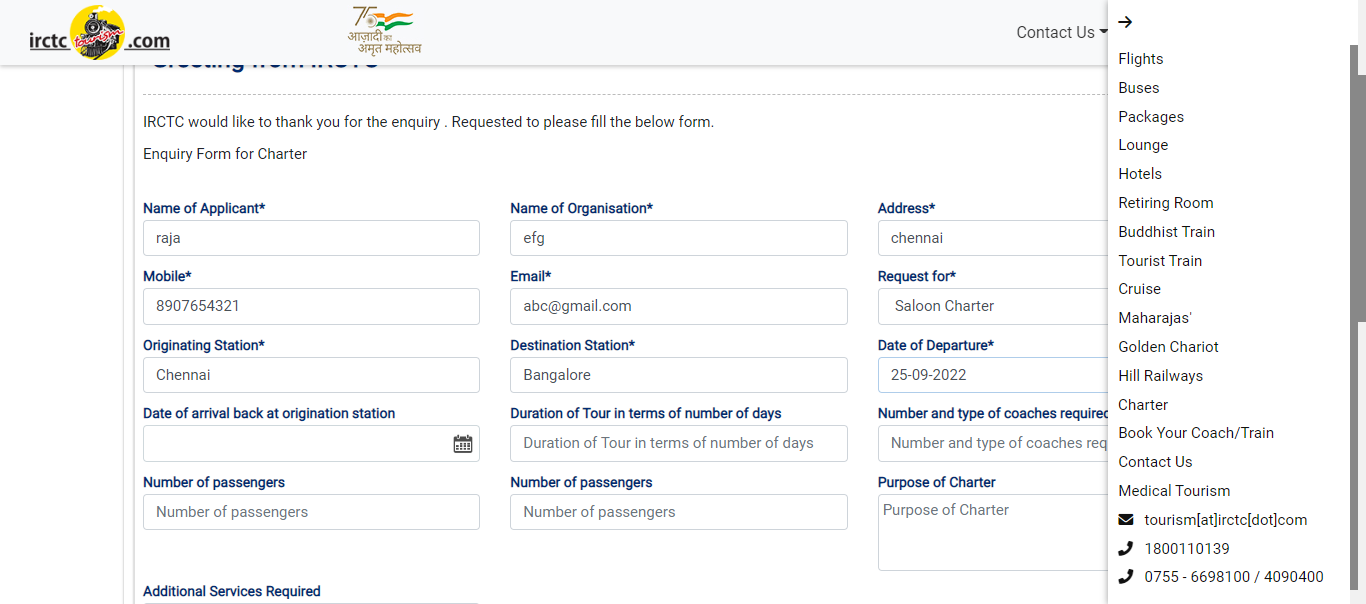 irctc tourism .com
75
आज़ादी का
अमृत महोत्सव
Contact Us
Greeting from IRCTC
IRCTC would like to thank you for the enquiry . Requested to please fill the below form.
Enquiry Form for Charter
Name of Applicant* Name of Organisation* Address*
raja efg chennai
Mobile* Email* Request for*
8907654321 abc@gmail.com Saloon Charter
Originating Station* Destination Station* Date of Departure*
Chennai Bangalore 25-09-2022
Date of arrival back at origination station Duration of Tour in terms of number of days Number and type of coaches required
Duration of Tour in terms of number of days Number and type of coaches req
Number of passengers Number of passengers Purpose of Charter
Number of passengers Number of passengers Purpose of Charter
Additional Services Required
Flights
Buses
Packages
Lounge
Hotels
Retiring Room
Buddhist Train
Tourist Train
Cruise
Maharajas'
Golden Chariot
Hill Railways
Charter
Book Your Coach/Train
Contact Us
Medical Tourism
tourism[at]irctc[dot]com
1800110139
0755 - 6698100 / 4090400